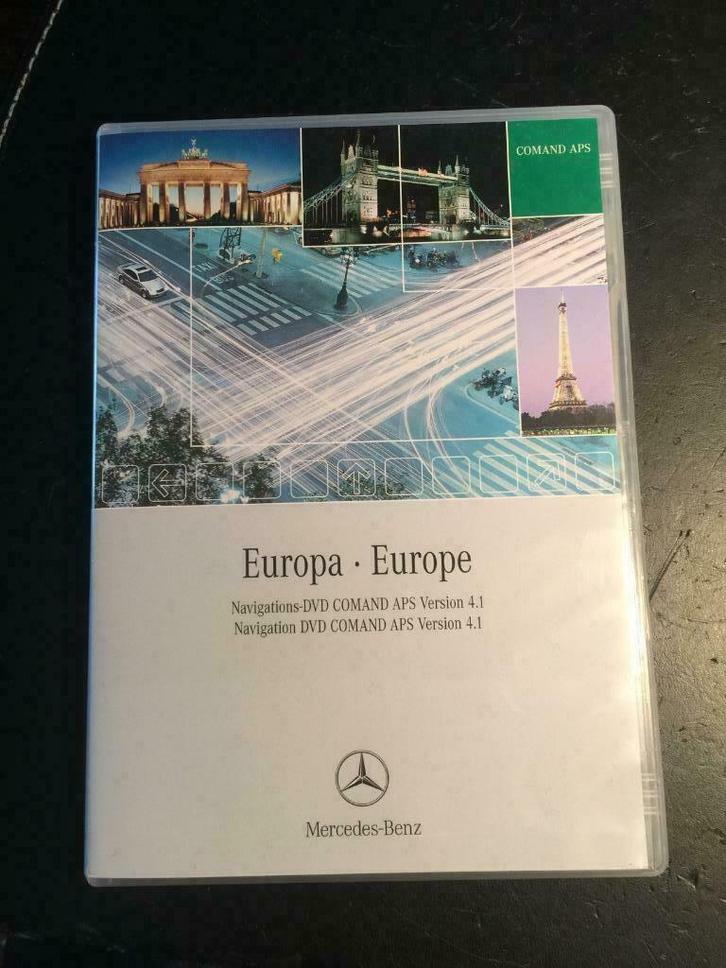 COMAND APS
Europa · Europe
Navigations-DVD COMAND APS Version 4.1
Navigation DVD COMAND APS Version 4.1
Mercedes-Benz